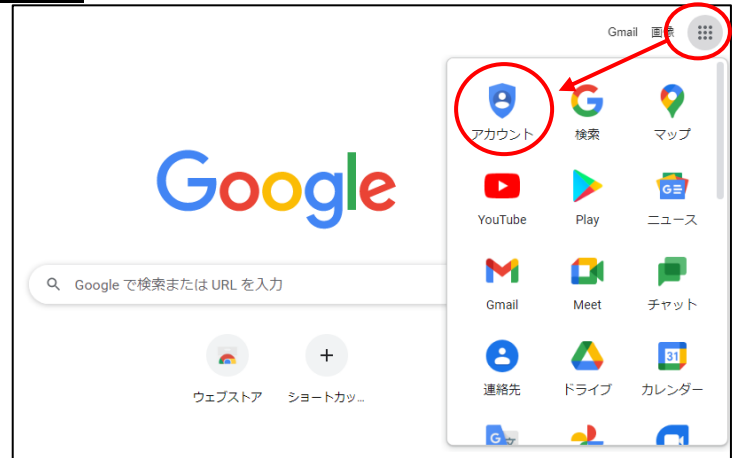 Gmail 画像
アカウント 検索 マップ
Google
YouTube Play ニュース
Google で検索または URL を入力
Gmail Meet チャット
31
連絡先 ドライブ カレンダー
ウェブストア ショートカッ...